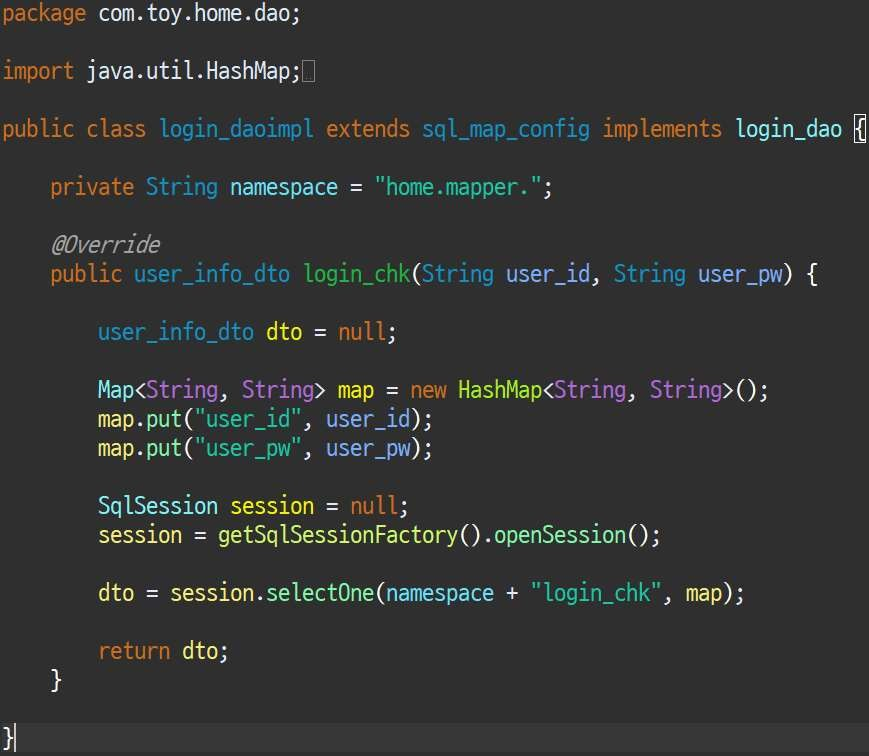 package com.toy.home.dao;
import java.util.HashMap;
public class login_daoimpl extends sql_map_config implements login_dao {
private String namespace = "home.mapper.";
@Override
public user_info_dto login_chk(String user_id, String user_pw) {
user_info_dto dto = null;
Map<String, String> map = new HashMap<String, String>();
map.put("user_id", user_id);
map.put("user_pw", user_pw);
SqlSession session = null;
session = getSqlSessionFactory().openSession();
dto = session.selectOne(namespace + "login_chk", map);
return dto;
}
}